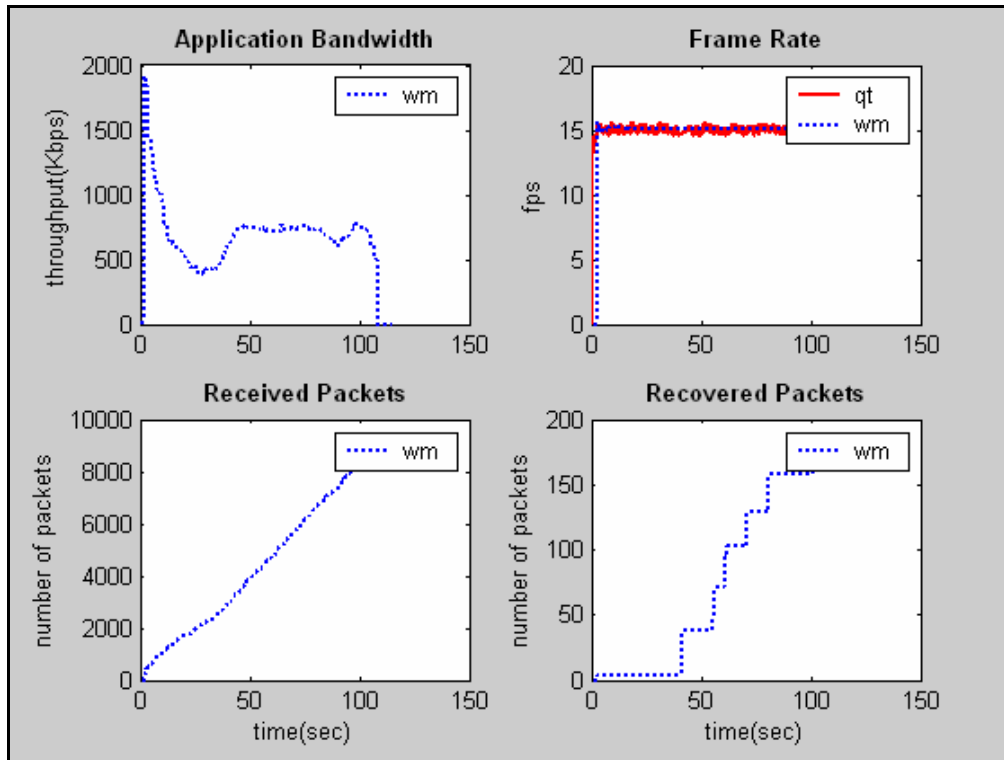 Application Bandwidth
throughput(Kbps)
2000
1500
1000
500
0
0 50 100 150
wm
Frame Rate
fps
20
15
10
5
0
0 50 100 150
qt
wm
Received Packets
number of packets
10000
8000
6000
4000
2000
0
0 50 100 150
time(sec)
wm
Recovered Packets
number of packets
200
150
100
50
0
0 50 100 150
time(sec)
wm